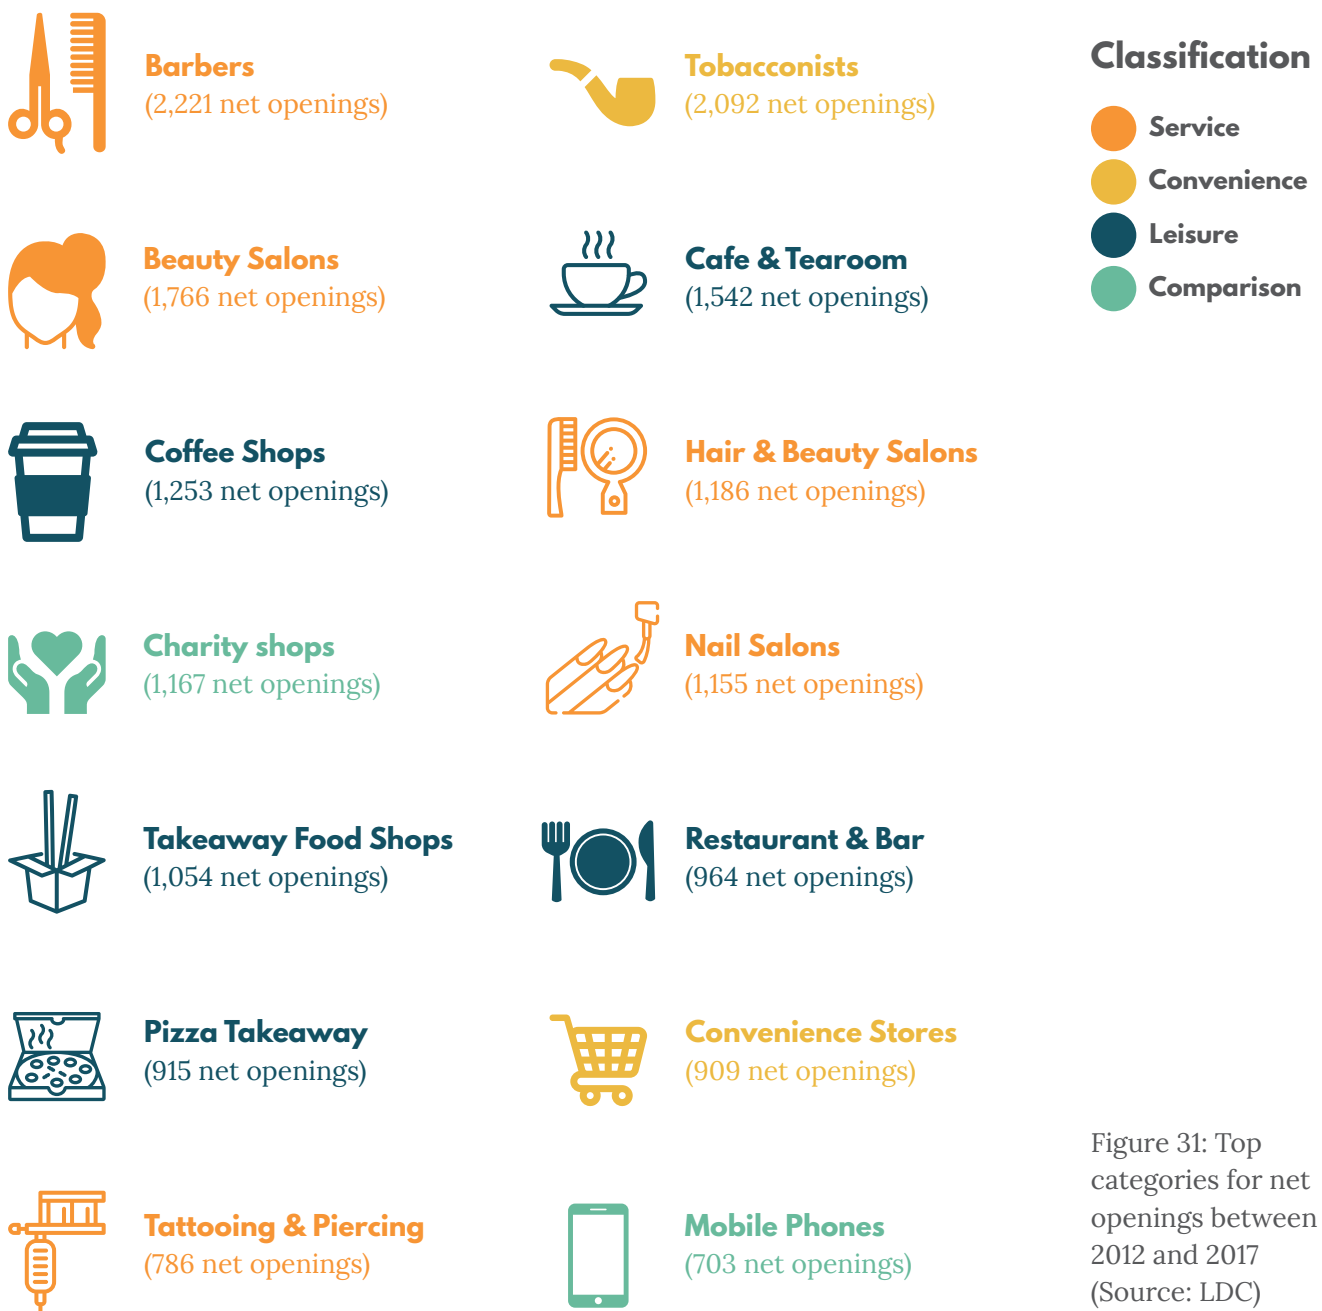 Barbers
(2,221 net openings)
Tobacconists
(2,092 net openings)
Beauty Salons
(1,766 net openings)
Cafe & Tearoom
(1,542 net openings)
Coffee Shops
(1,253 net openings)
Hair & Beauty Salons
(1,186 net openings)
Charity shops
(1,167 net openings)
Nail Salons
(1,155 net openings)
Takeaway Food Shops
(1,054 net openings)
Restaurant & Bar
(964 net openings)
Pizza Takeaway
(915 net openings)
Convenience Stores
(909 net openings)
Tattooing & Piercing
(786 net openings)
Mobile Phones
(703 net openings)
Classification
Service
Convenience
Leisure
Comparison
Figure 31: Top
categories for net
openings between
2012 and 2017
(Source: LDC)